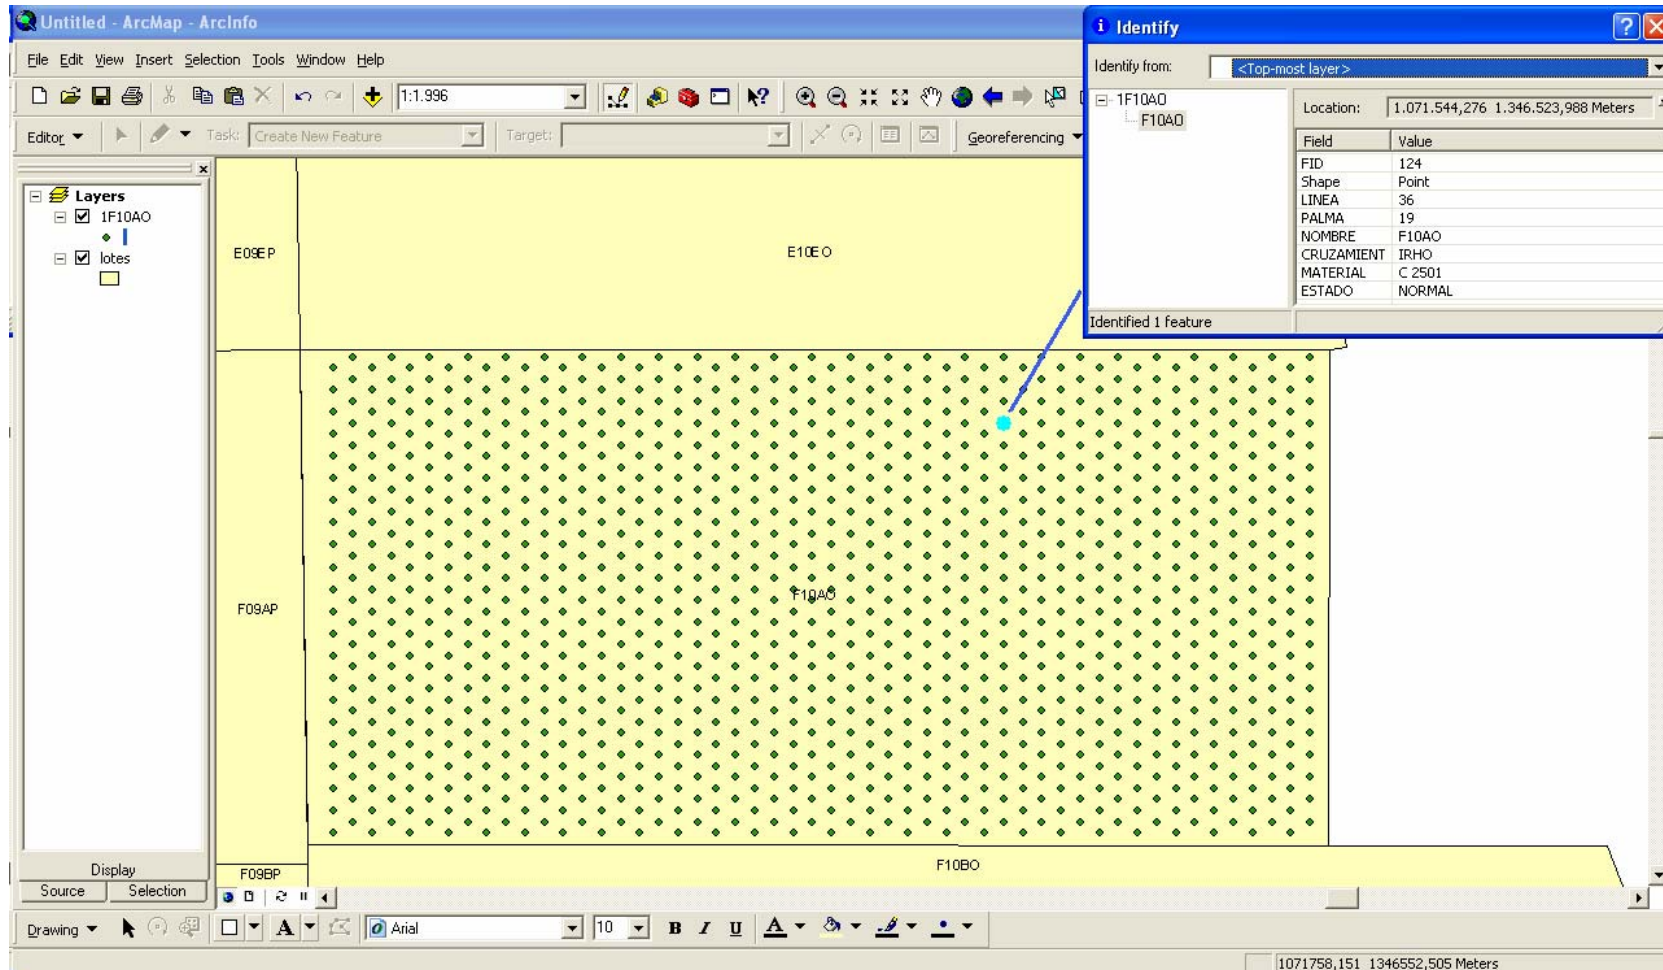 Untitled - ArcMap - ArcInfo
File Edit View Insert Selection Tools Window Help
1:1.996
Editor Task: Create New Feature Target: Georeferencing
Layers
1F10AO
lotes
Display
Source Selection
E09EP
E10EO
F09AP
F10AO
F09BP
F10BO
Identify
Identify from: <Top-most layer>
1F10AO
F10AO
Location: 1.071.544,276 1.346.523,988 Meters
Field Value
FID 124
Shape Point
LINEA 36
PALMA 19
NOMBRE F10AO
CRUZAMIENT IRHO
MATERIAL C 2501
ESTADO NORMAL
Identified 1 feature
Drawing A Arial 10 B I U A
1071758,151 1346552,505 Meters